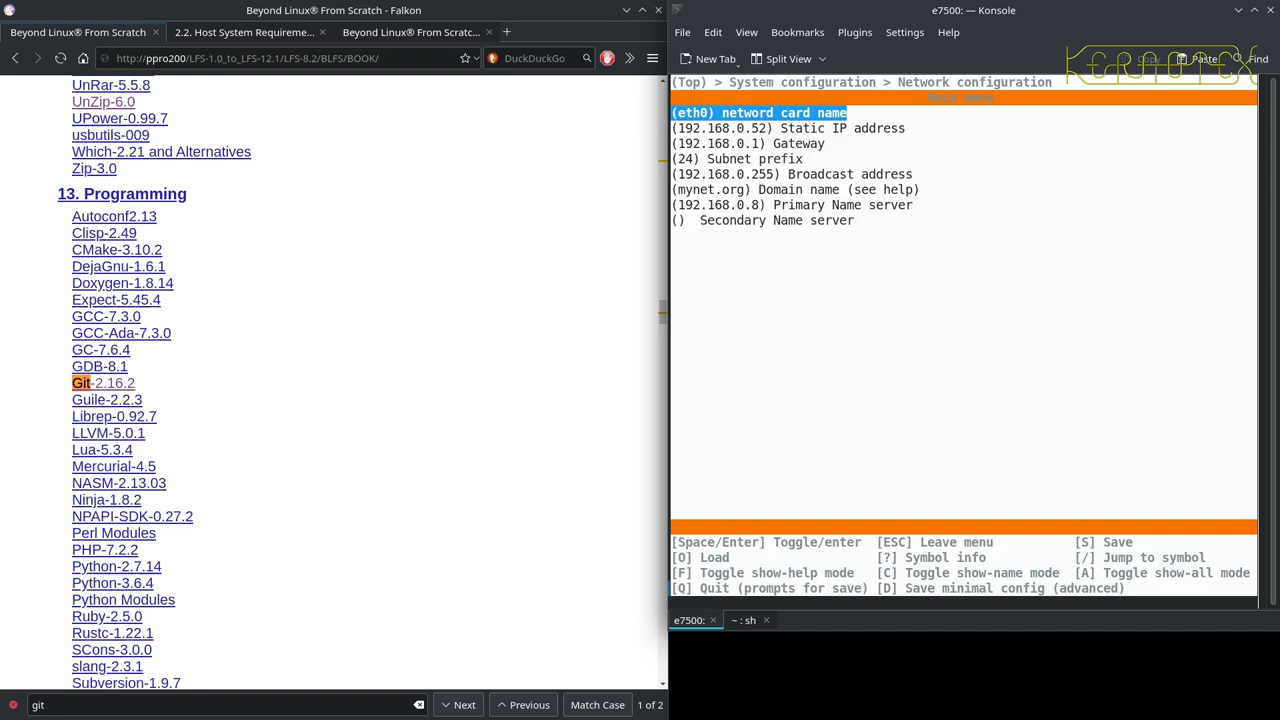 Beyond Linux® From Scratch - Falkon
Beyond Linux® From Scratch
2.2. Host System Requireme...
Beyond Linux® From Scratc...
http://ppro200/LFS-1.0_to_LFS-12.1/LFS-8.2/BLFS/BOOK/
DuckDuckGo
UnRar-5.5.8
UnZip-6.0
UPower-0.99.7
usbutils-009
Which-2.21 and Alternatives
Zip-3.0
13. Programming
Autoconf2.13
Clisp-2.49
CMake-3.10.2
DejaGnu-1.6.1
Doxygen-1.8.14
Expect-5.45.4
GCC-7.3.0
GCC-Ada-7.3.0
GC-7.6.4
GDB-8.1
Git-2.16.2
Guile-2.2.3
Librep-0.92.7
LLVM-5.0.1
Lua-5.3.4
Mercurial-4.5
NASM-2.13.03
Ninja-1.8.2
NPAPI-SDK-0.27.2
Perl Modules
PHP-7.2.2
Python-2.7.14
Python-3.6.4
Python Modules
Ruby-2.5.0
Rustc-1.22.1
SCons-3.0.0
slang-2.3.1
Subversion-1.9.7
git
Next
Previous
Match Case
1 of 2
e7500: — Konsole
File Edit View Bookmarks Plugins Settings Help
New Tab
Split View
Copy
Paste
Find
(Top) > System configuration > Network configuration
Main menu
(eth0) netword card name
(192.168.0.52) Static IP address
(192.168.0.1) Gateway
(24) Subnet prefix
(192.168.0.255) Broadcast address
(mynet.org) Domain name (see help)
(192.168.0.8) Primary Name server
() Secondary Name server
[Space/Enter] Toggle/enter [ESC] Leave menu [S] Save
[O] Load [?] Symbol info [/] Jump to symbol
[F] Toggle show-help mode [C] Toggle show-name mode [A] Toggle show-all mode
[Q] Quit (prompts for save) [D] Save minimal config (advanced)
e7500:
~ : sh